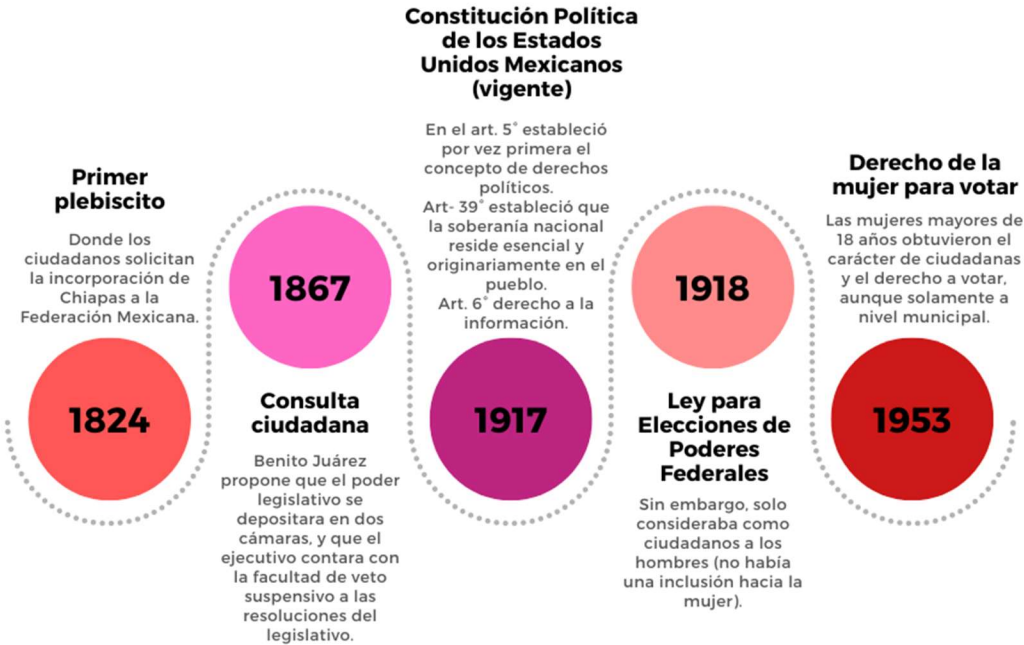 Primer
plebiscito
Donde los
ciudadanos solicitan
la incorporación de
Chiapas a la
Federación Mexicana.
1824
1867
Consulta
ciudadana
Benito Juárez
propone que el poder
legislativo se
depositara en dos
cámaras, y que el
ejecutivo contara con
la facultad de veto
suspensivo a las
resoluciones del
legislativo.
Constitución Política
de los Estados
Unidos Mexicanos
(vigente)
En el art. 5° estableció
por vez primera el
concepto de derechos
políticos.
Art- 39° estableció que
la soberanía nacional
reside esencial y
originariamente en el
pueblo.
Art. 6° derecho a la
información.
1917
1918
Ley para
Elecciones de
Poderes
Federales
Sin embargo, solo
consideraba como
ciudadanos a los
hombres (no había
una inclusión hacia la
mujer).
Derecho de la
mujer para votar
Las mujeres mayores de
18 años obtuvieron el
carácter de ciudadanas
y el derecho a votar,
aunque solamente a
nivel municipal.
1953